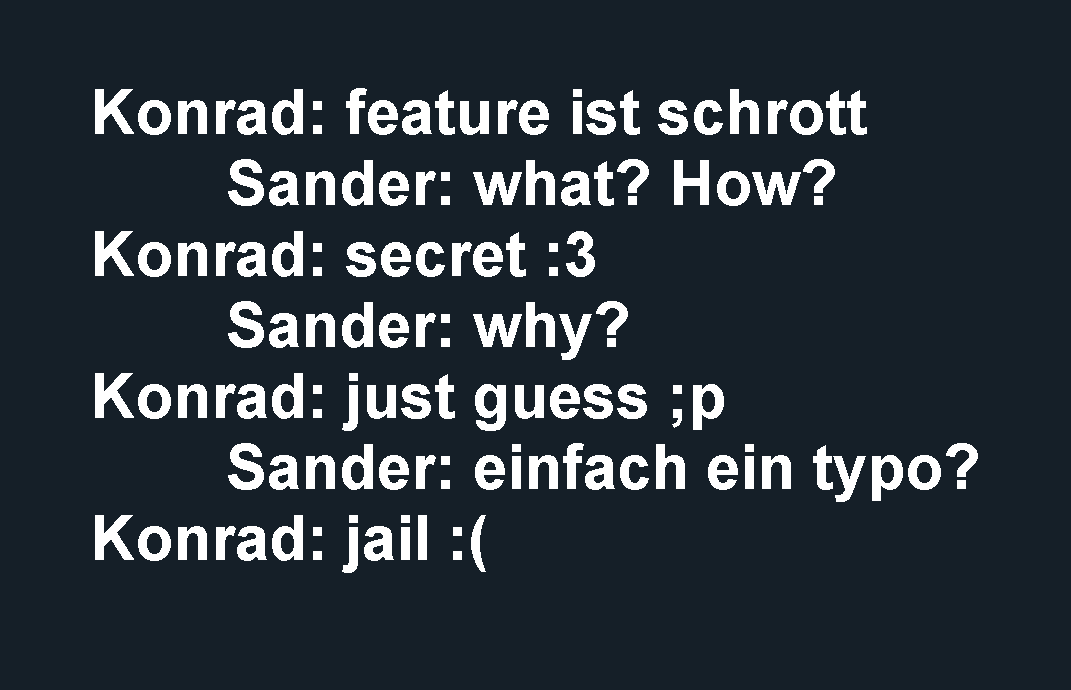 Konrad: feature ist schrott
Sander: what? How?
Konrad: secret :3
Sander: why?
Konrad: just guess ;p
Sander: einfach ein typo?
Konrad: jail :(